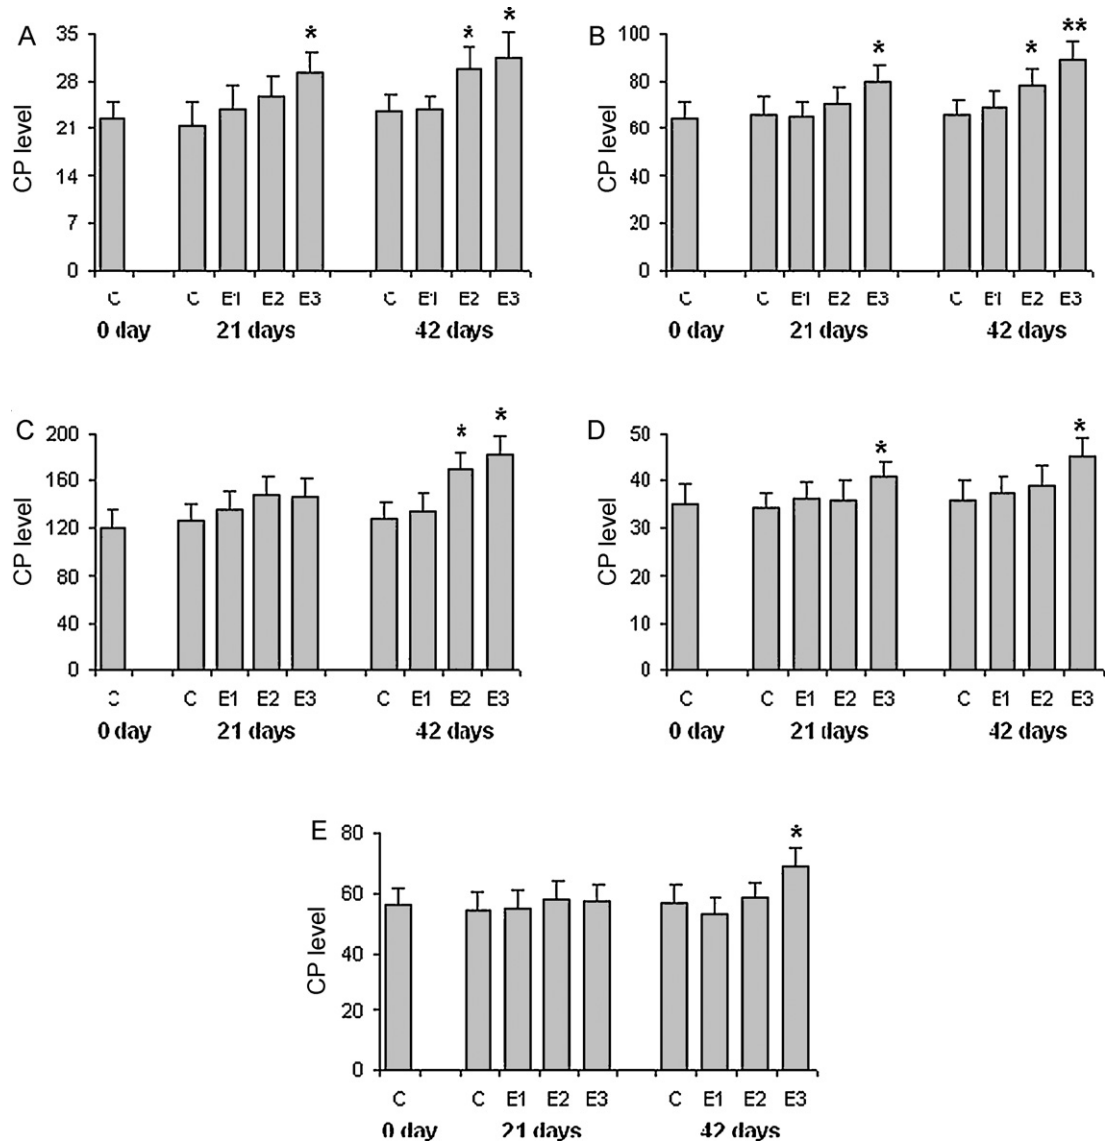 A
35
28
21
14
7
0
CP level
* * *
C C E1 E2 E3 C E1 E2 E3
0 day 21 days 42 days
B
100
80
60
40
20
0
CP level
* * **
C C E1 E2 E3 C E1 E2 E3
0 day 21 days 42 days
C
200
160
120
80
40
0
CP level
* *
C C E1 E2 E3 C E1 E2 E3
0 day 21 days 42 days
D
50
40
30
20
10
0
CP level
* *
C C E1 E2 E3 C E1 E2 E3
0 day 21 days 42 days
E
80
60
40
20
0
CP level
*
C C E1 E2 E3 C E1 E2 E3
0 day 21 days 42 days